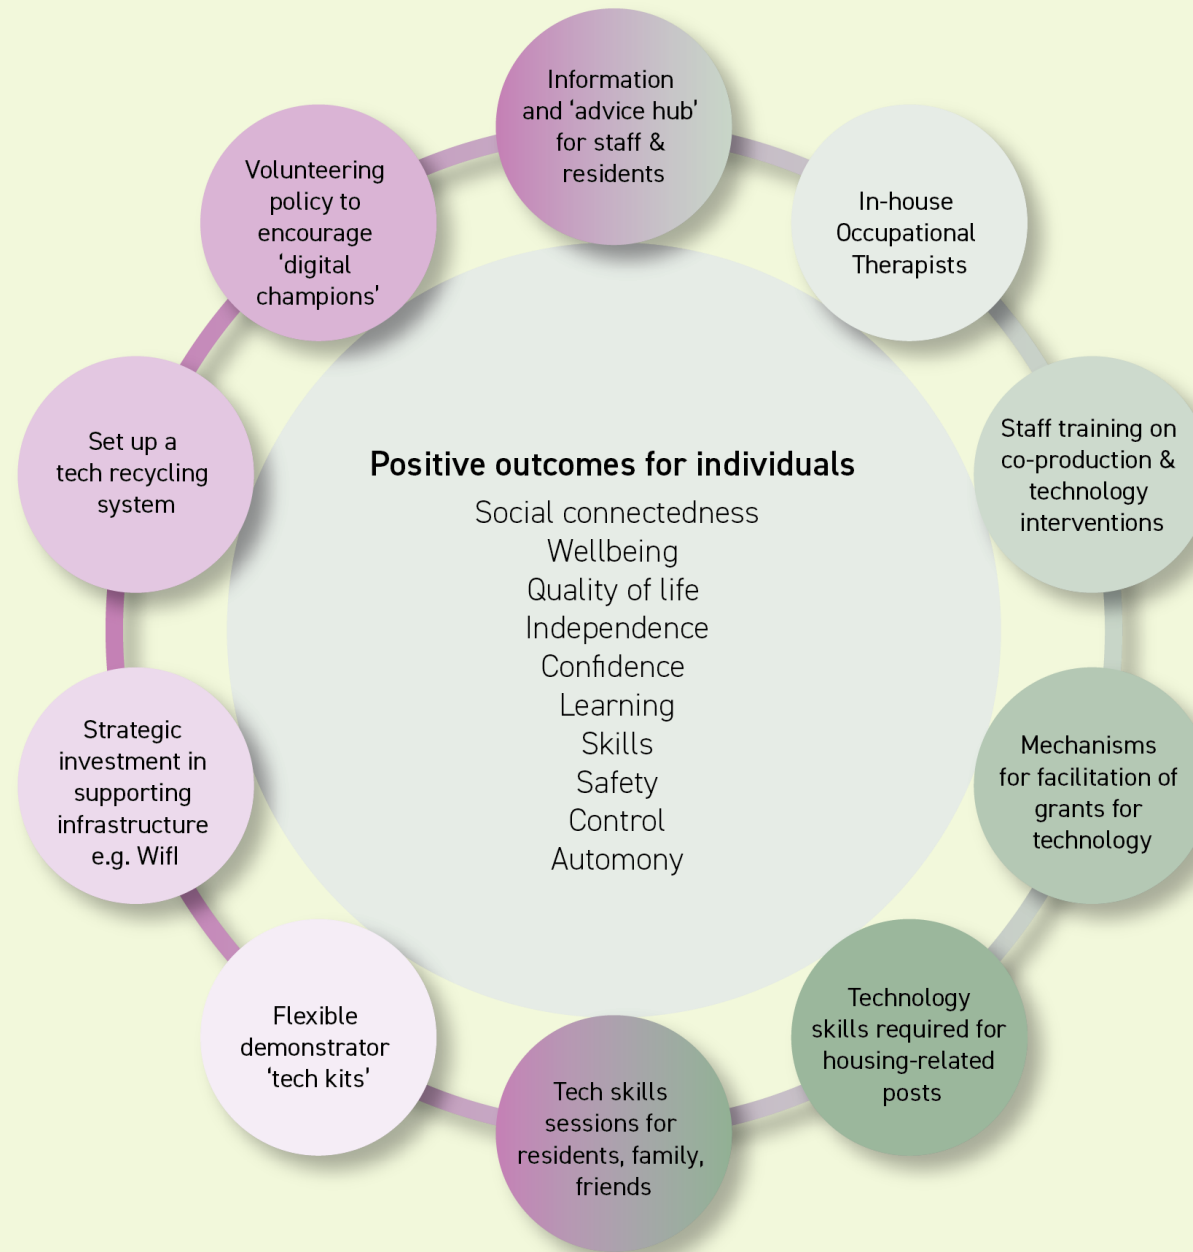 Information
and ‘advice hub’
for staff &
residents
In-house
Occupational
Therapists
Staff training on
co-production &
technology
interventions
Mechanisms
for facilitation of
grants for
technology
Technology
skills required for
housing-related
posts
Tech skills
sessions for
residents, family,
friends
Flexible
demonstrator
‘tech kits’
Strategic
investment in
supporting
infrastructure
e.g. Wifl
Set up a
tech recycling
system
Volunteering
policy to
encourage
‘digital
champions’
Positive outcomes for individuals
Social connectedness
Wellbeing
Quality of life
Independence
Confidence
Learning
Skills
Safety
Control
Automony